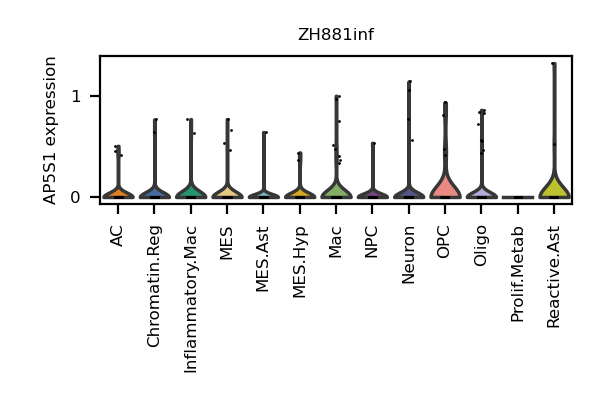 ZH881inf
AP5S1 expression
1
0
AC
Chromatin.Reg
Inflammatory.Mac
MES
MES.Ast
MES.Hyp
Mac
NPC
Neuron
OPC
Oligo
Prolif.Metab
Reactive.Ast